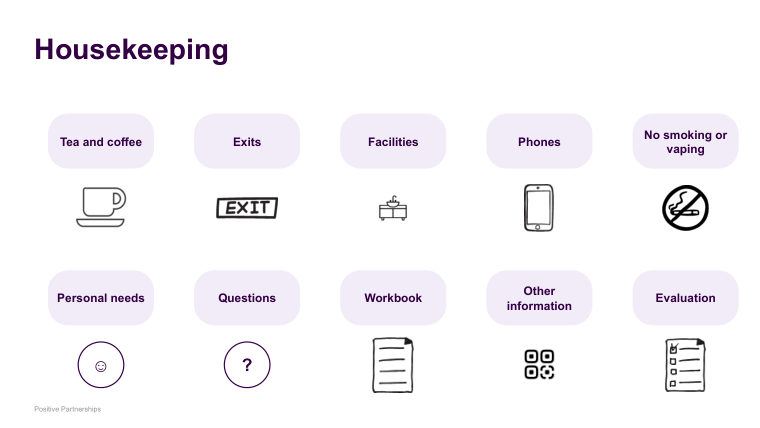 Housekeeping
Tea and coffee
Exits
Facilities
Phones
No smoking or
vaping
EXIT
Personal needs
Questions
Workbook
Other
information
Evaluation
?
Positive Partnerships